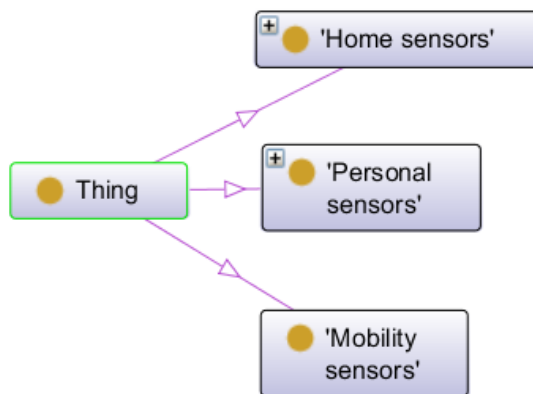 'Home sensors'
Thing
'Personal
sensors'
'Mobility
sensors'